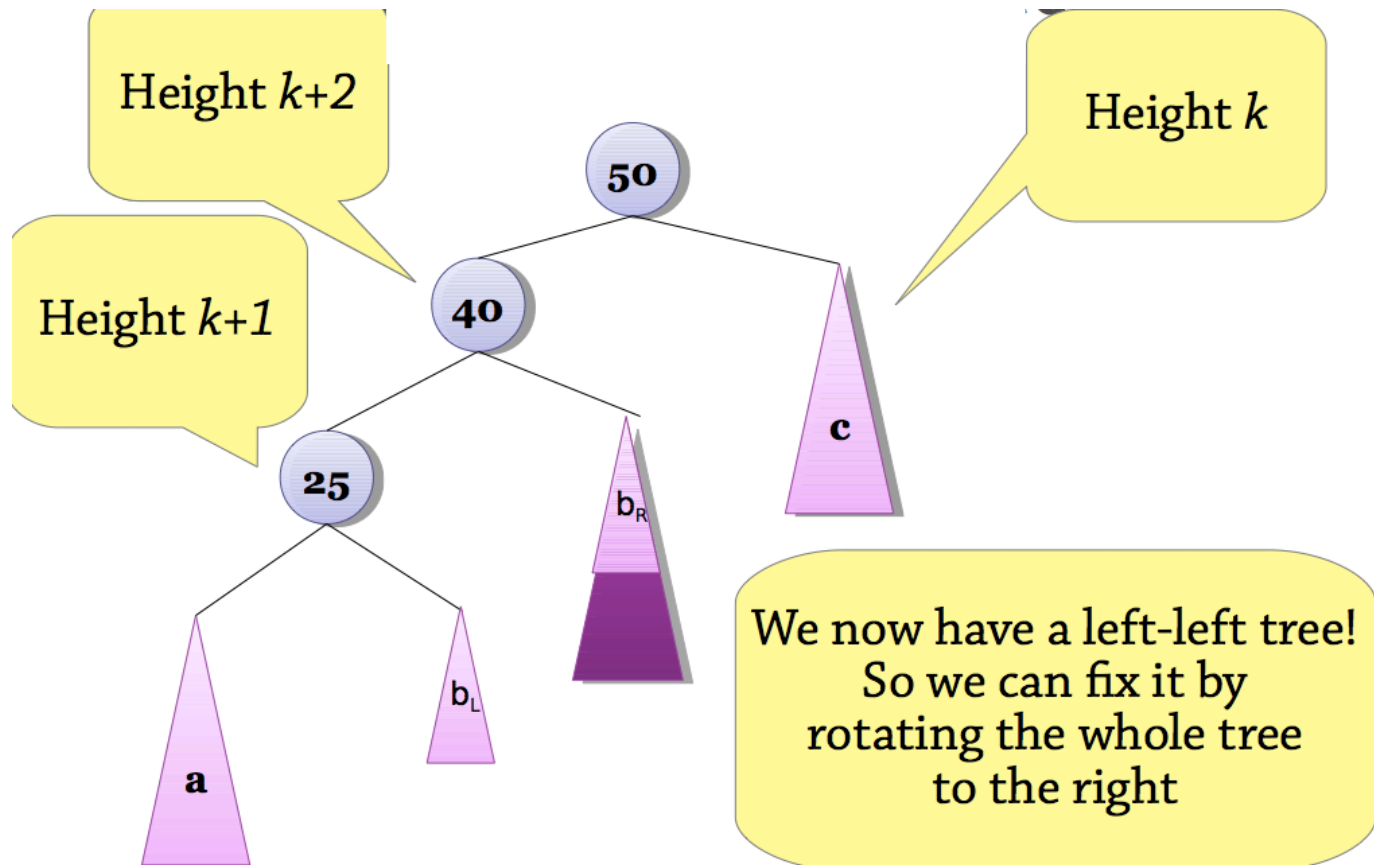 Height k+2
Height k
50
Height k+1
40
c
25
bR
bL
a
We now have a left-left tree!
So we can fix it by
rotating the whole tree
to the right